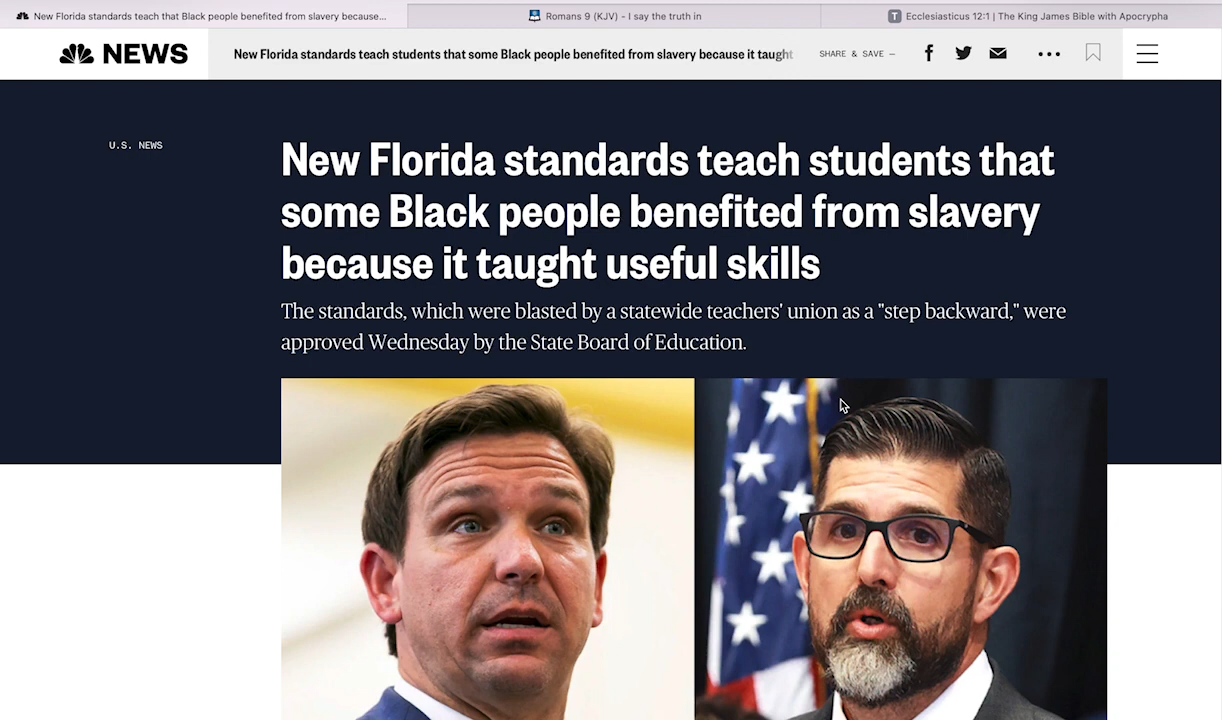 New Florida standards teach that Black people benefited from slavery because...
Romans 9 (KJV) - I say the truth in
T Ecclesiasticus 12:1 | The King James Bible with Apocrypha
NEWS
New Florida standards teach students that some Black people benefited from slavery because it taught
SHARE & SAVE —
U.S. NEWS
New Florida standards teach students that
some Black people benefited from slavery
because it taught useful skills
The standards, which were blasted by a statewide teachers' union as a "step backward," were
approved Wednesday by the State Board of Education.